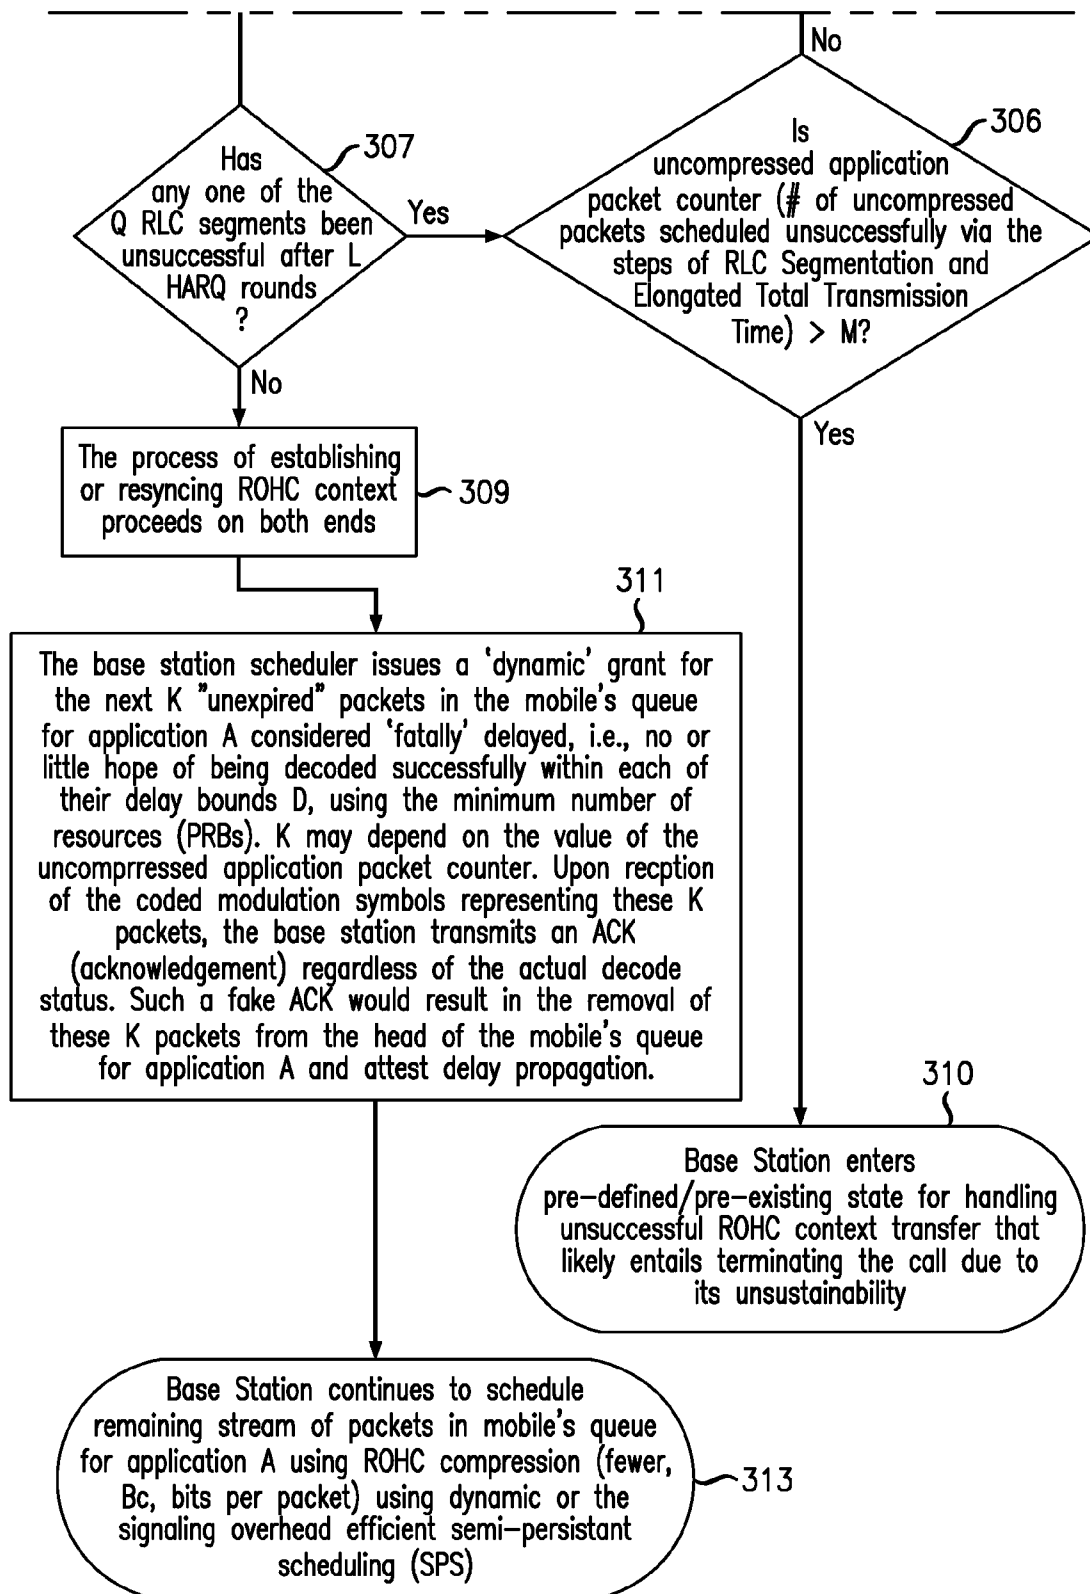 No
307
Has
any one of the
Q RLC segments been
unsuccessful after L
HARQ rounds
?
Yes
306
Is
uncompressed application
packet counter (# of uncompressed
packets scheduled unsuccessfully via the
steps of RLC Segmentation and
Elongated Total Transmission
Time) > M?
No
Yes
The process of establishing
or resyncing ROHC context
proceeds on both ends
309
311
The base station scheduler issues a 'dynamic' grant for
the next K "unexpired" packets in the mobile's queue
for application A considered 'fatally' delayed, i.e., no or
little hope of being decoded successfully within each of
their delay bounds D, using the minimum number of
resources (PRBs). K may depend on the value of the
uncomprressed application packet counter. Upon recption
of the coded modulation symbols representing these K
packets, the base station transmits an ACK
(acknowledgement) regardless of the actual decode
status. Such a fake ACK would result in the removal of
these K packets from the head of the mobile's queue
for application A and attest delay propagation.
310
Base Station enters
pre-defined/pre-existing state for handling
unsuccessful ROHC context transfer that
likely entails terminating the call due to
its unsustainability
Base Station continues to schedule
remaining stream of packets in mobile's queue
for application A using ROHC compression (fewer,
Bc, bits per packet) using dynamic or the
signaling overhead efficient semi-persistant
scheduling (SPS)
313